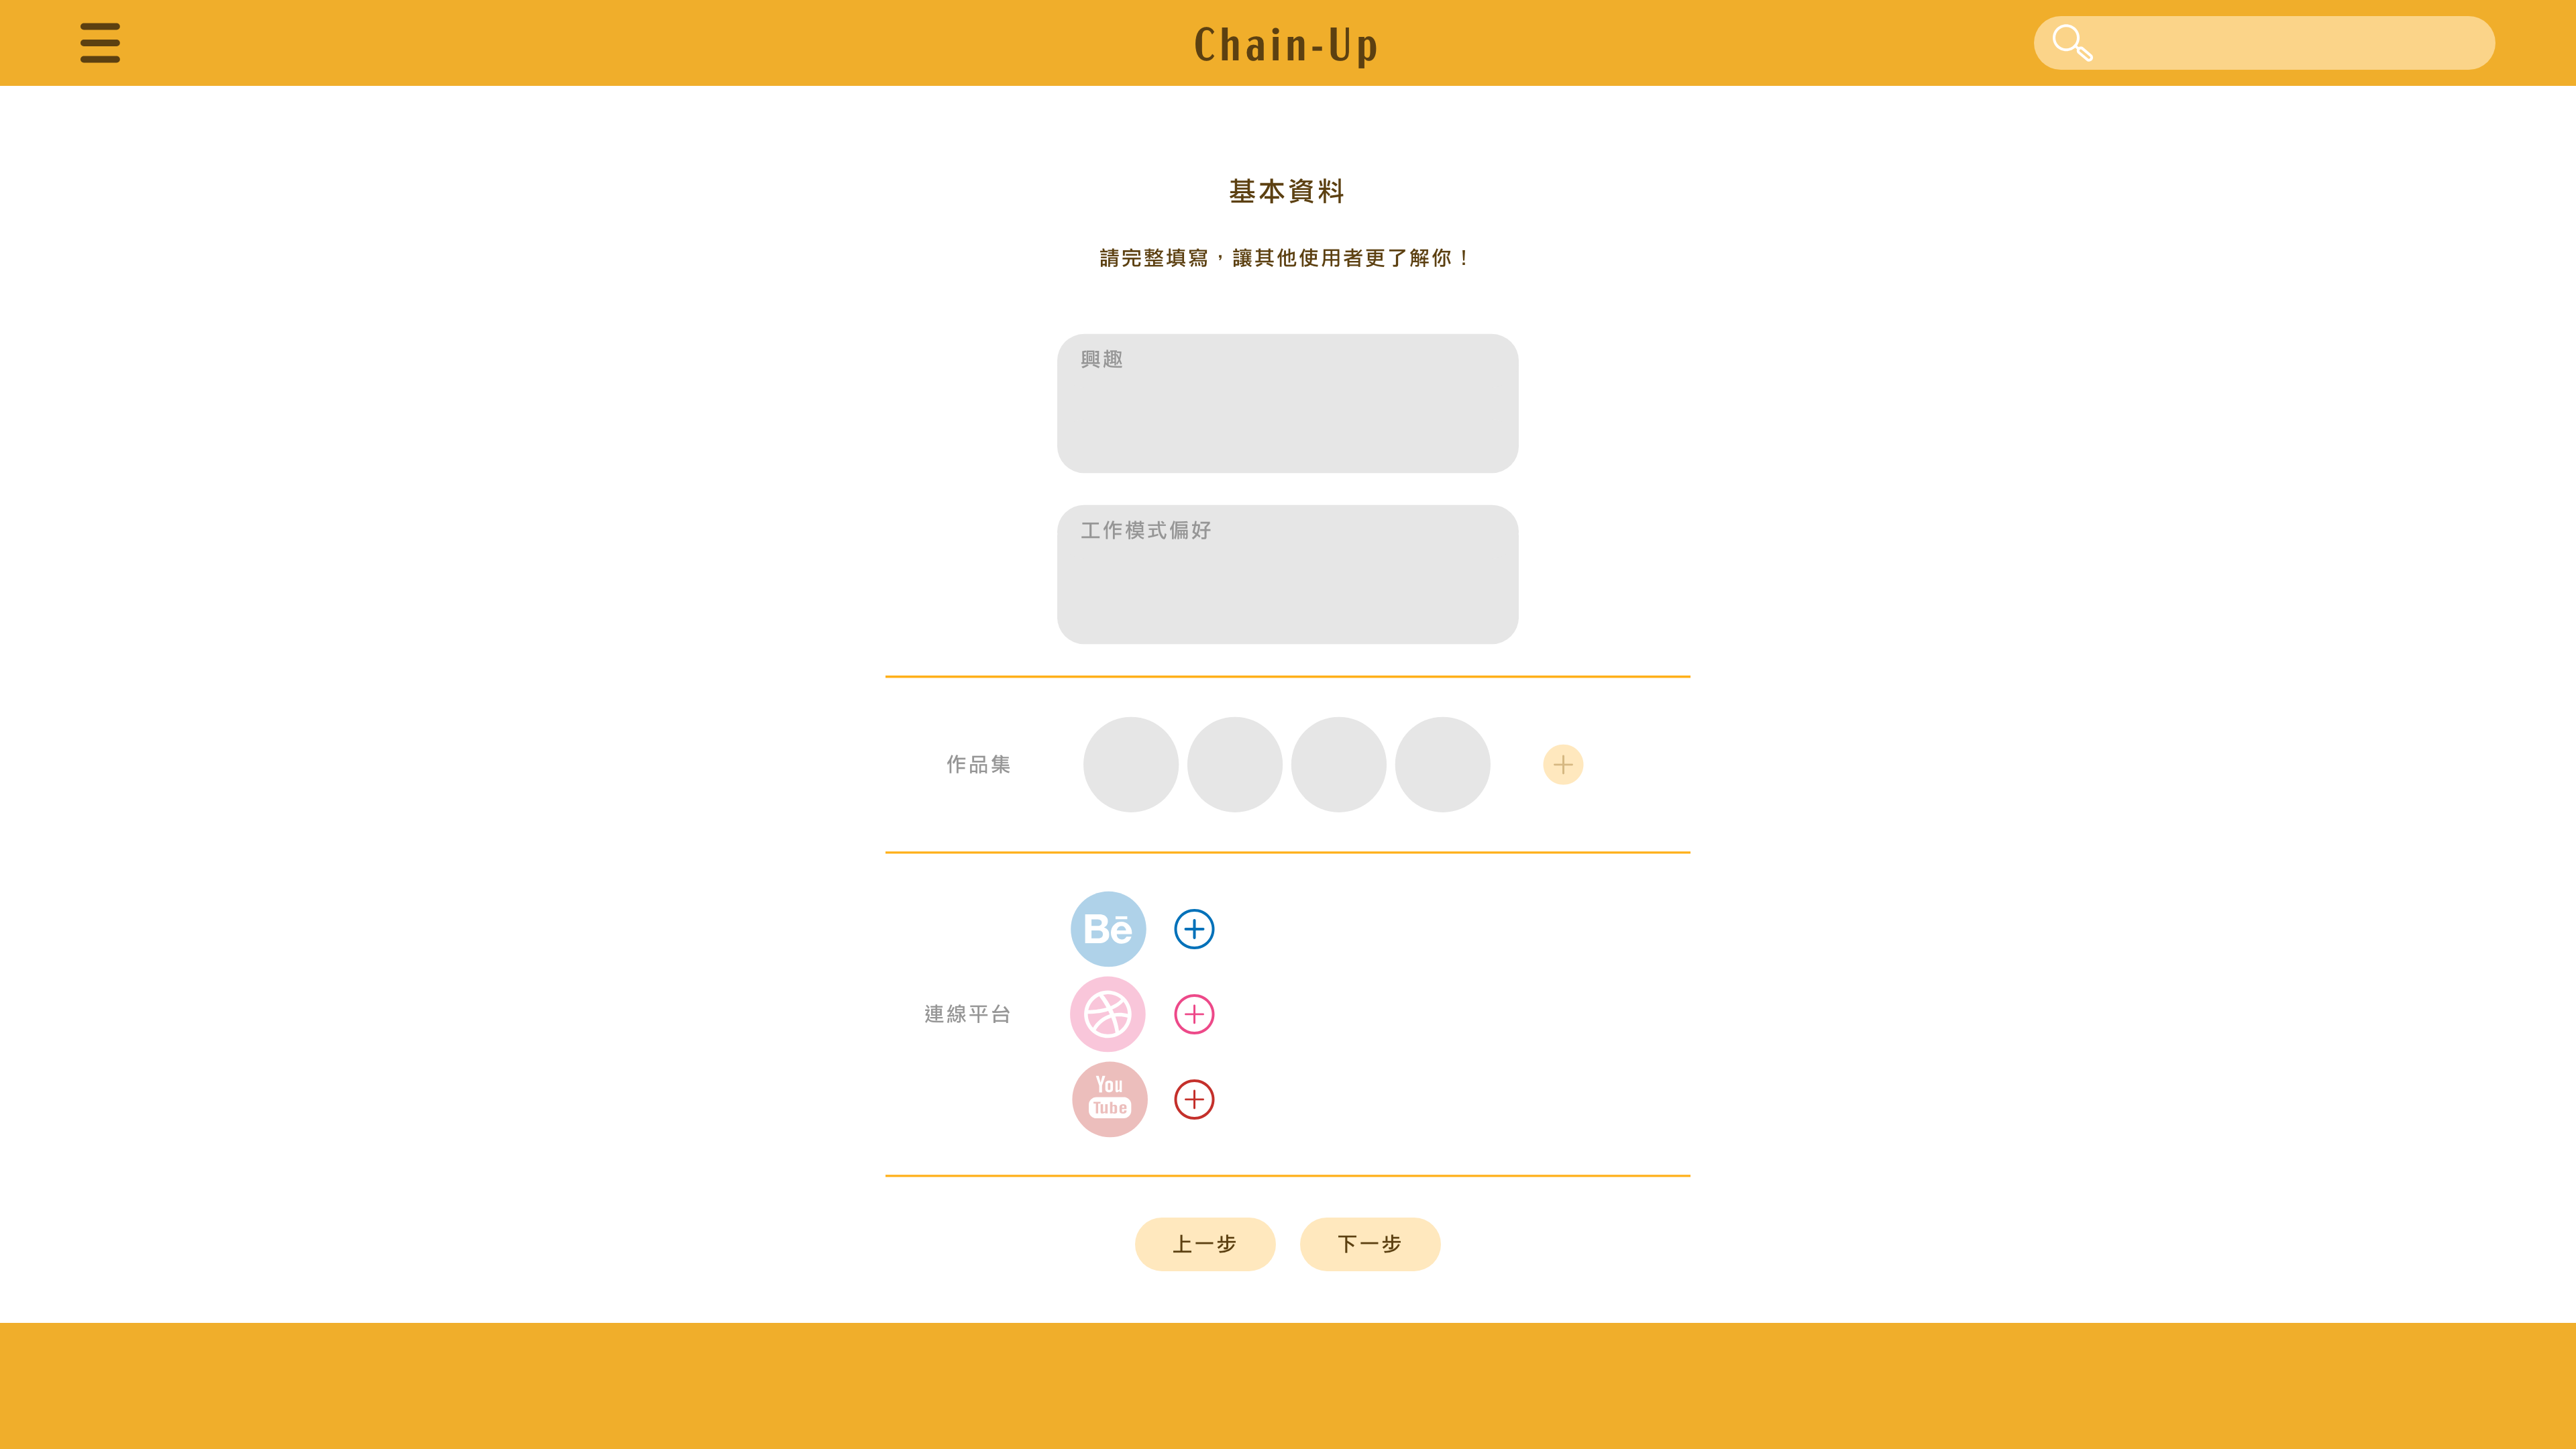 Chain-Up
基本資料
請完整填寫，讓其他使用者更了解你！
興趣
工作模式偏好
作品集
Bē
連線平台
You
Tube
上一步
下一步